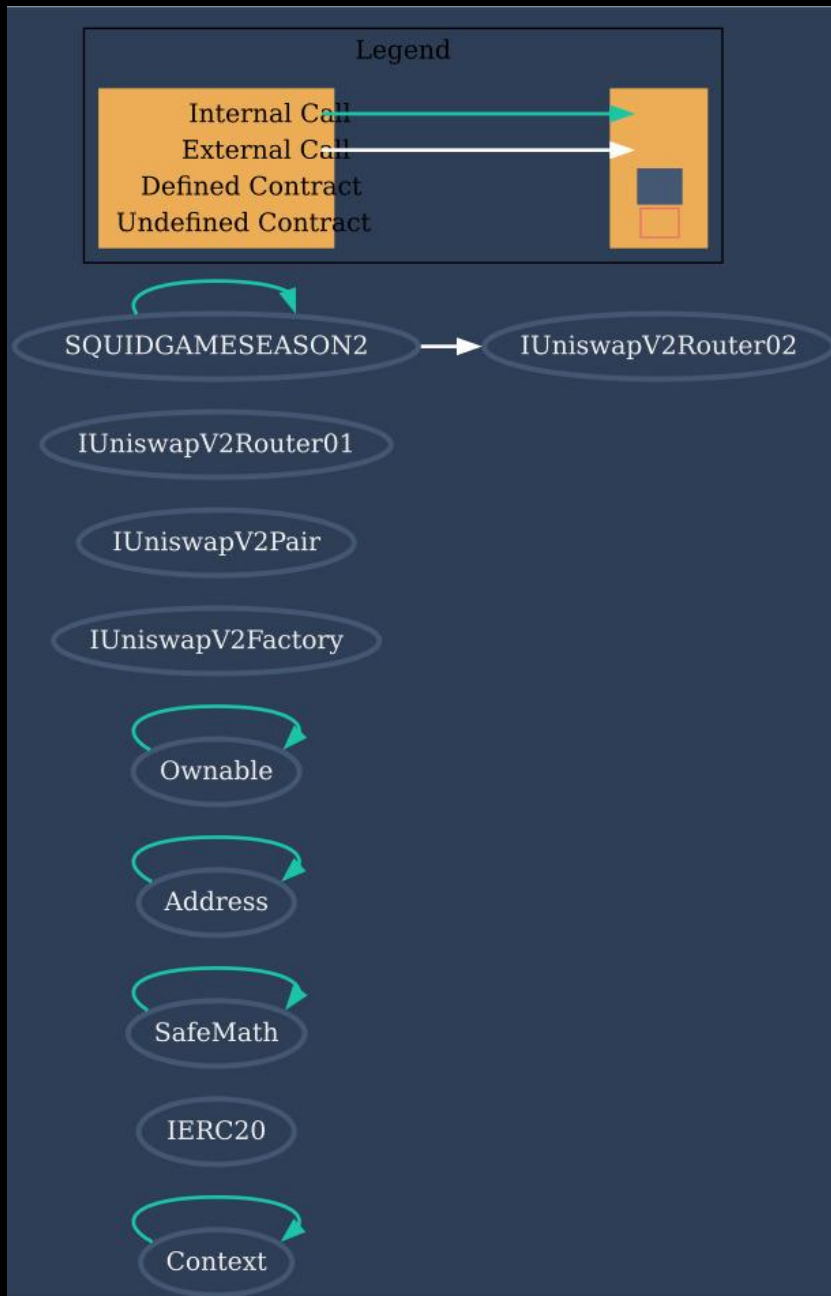 Legend
Internal Call
External Call
Defined Contract
Undefined Contract
SQUIDGAMESEASON2 IUniswapV2Router02
IUniswapV2Router01
IUniswapV2Pair
IUniswapV2Factory
Ownable
Address
SafeMath
IERC20
Context